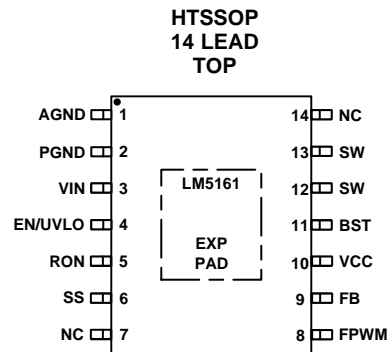 HTSSOP
14 LEAD
TOP
AGND 1 14 NC
PGND 2 13 SW
VIN 3 LM5161 12 SW
EN/UVLO 4 11 BST
RON 5 EXP PAD 10 VCC
SS 6 9 FB
NC 7 8 FPWM